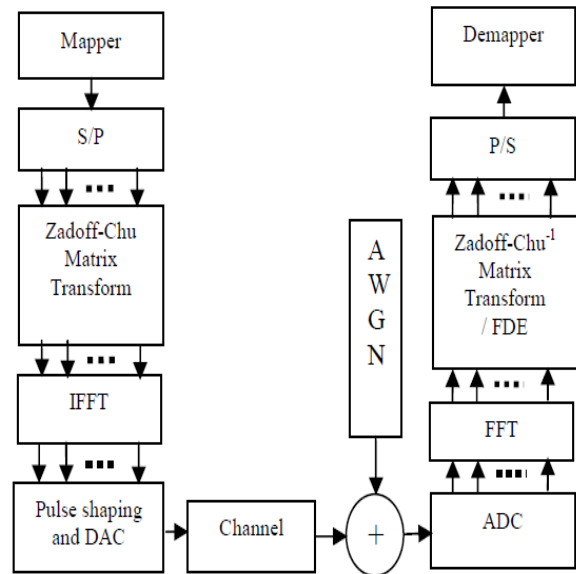 Mapper
S/P
Zadoff-Chu
Matrix
Transform
IFFT
Pulse shaping
and DAC
Channel
A
W
G
N
+
ADC
FFT
Zadoff-Chu⁻¹
Matrix
Transform
/ FDE
P/S
Demapper